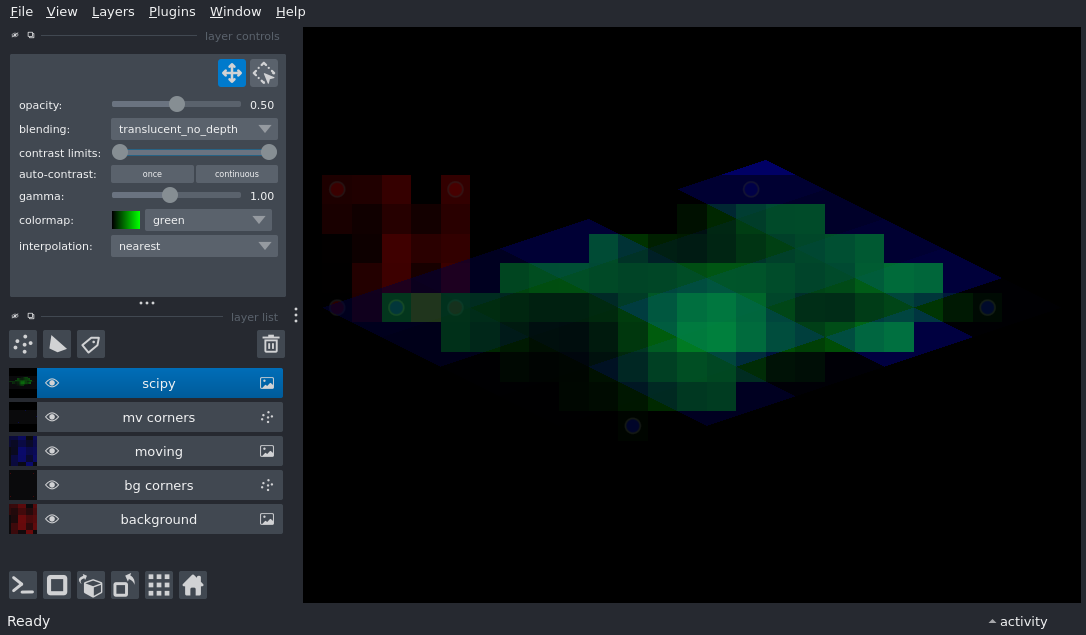 File View Layers Plugins Window Help
layer controls
opacity: 0.50
blending: translucent_no_depth
contrast limits:
auto-contrast: once continuous
gamma: 1.00
colormap: green
interpolation: nearest
layer list
scipy
mv corners
moving
bg corners
background
Ready activity